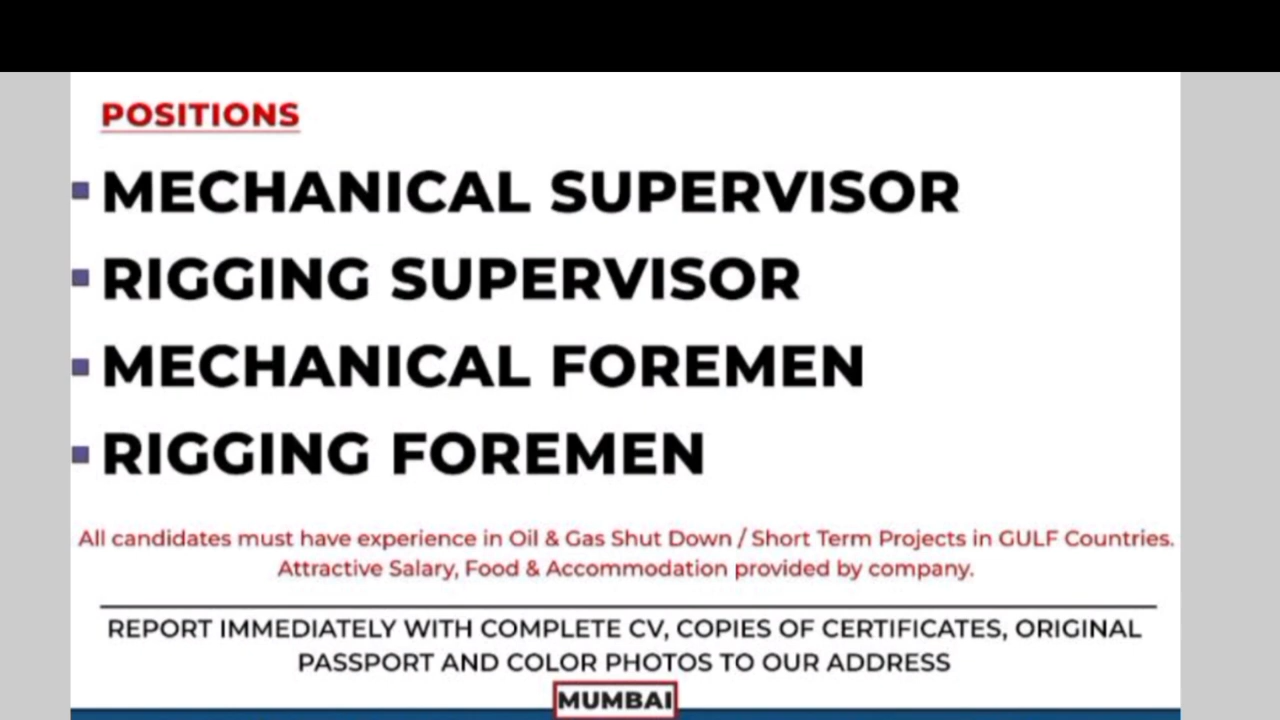 POSITIONS
MECHANICAL SUPERVISOR
RIGGING SUPERVISOR
MECHANICAL FOREMEN
RIGGING FOREMEN
All candidates must have experience in Oil & Gas Shut Down / Short Term Projects in GULF Countries.
Attractive Salary, Food & Accommodation provided by company.
REPORT IMMEDIATELY WITH COMPLETE CV, COPIES OF CERTIFICATES, ORIGINAL
PASSPORT AND COLOR PHOTOS TO OUR ADDRESS
MUMBAI